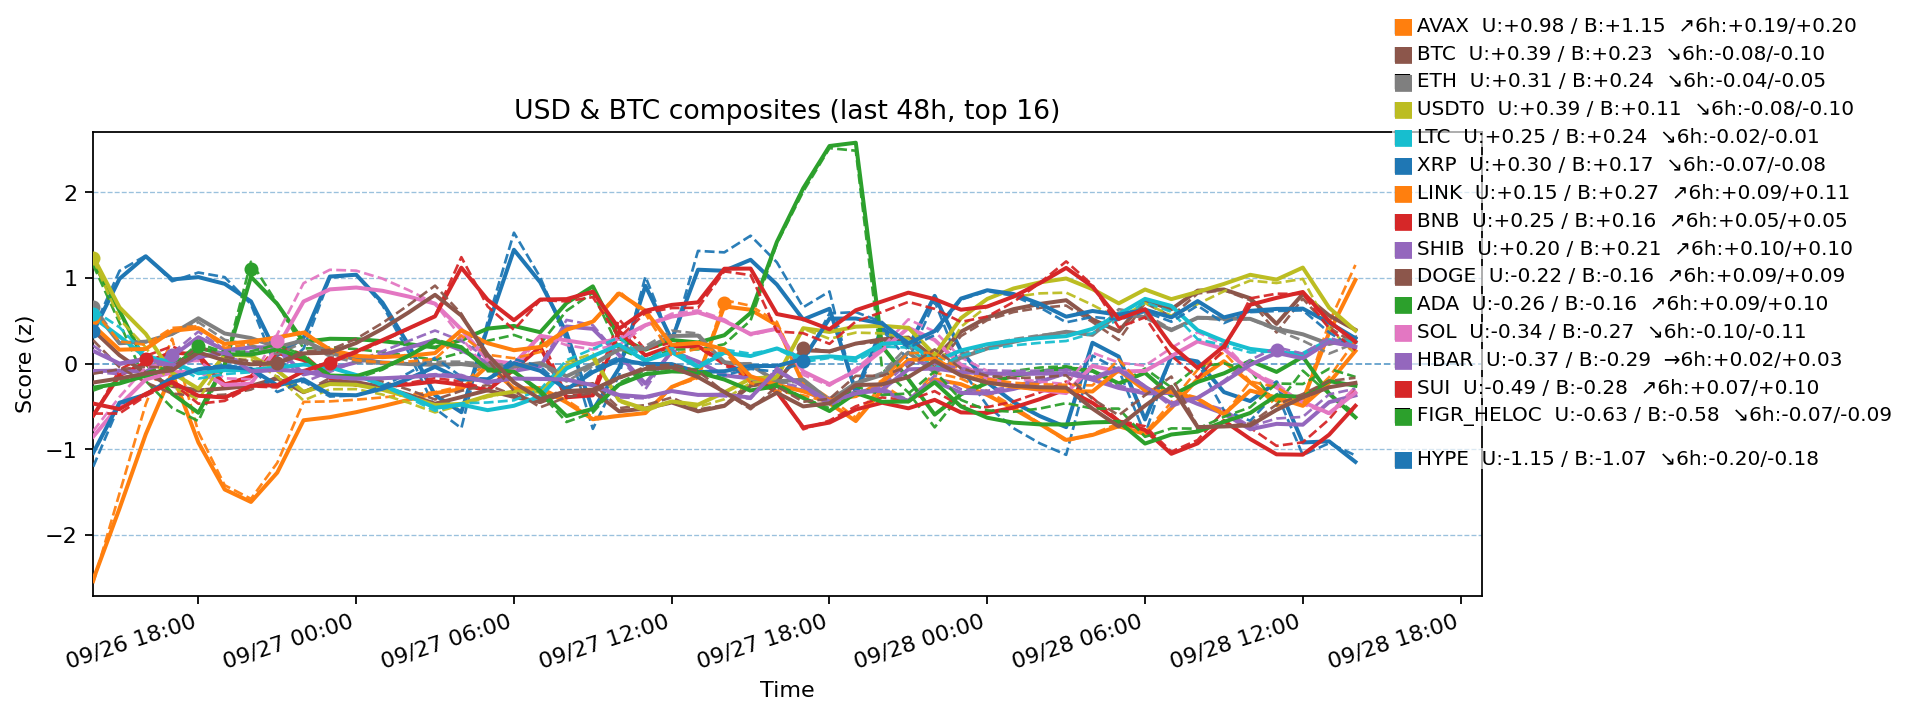 USD & BTC composites (last 48h, top 16)
AVAX  U:+0.98 / B:+1.15  ↗6h:+0.19/+0.20
BTC  U:+0.39 / B:+0.23  ↘6h:-0.08/-0.10
ETH  U:+0.31 / B:+0.24  ↘6h:-0.04/-0.05
USDT0  U:+0.39 / B:+0.11  ↘6h:-0.08/-0.10
LTC  U:+0.25 / B:+0.24  ↘6h:-0.02/-0.01
XRP  U:+0.30 / B:+0.17  ↘6h:-0.07/-0.08
LINK  U:+0.15 / B:+0.27  ↗6h:+0.09/+0.11
BNB  U:+0.25 / B:+0.16  ↗6h:+0.05/+0.05
SHIB  U:+0.20 / B:+0.21  ↗6h:+0.10/+0.10
DOGE  U:-0.22 / B:-0.16  ↗6h:+0.09/+0.09
ADA  U:-0.26 / B:-0.16  ↗6h:+0.09/+0.10
SOL  U:-0.34 / B:-0.27  ↘6h:-0.10/-0.11
HBAR  U:-0.37 / B:-0.29  →6h:+0.02/+0.03
SUI  U:-0.49 / B:-0.28  ↗6h:+0.07/+0.10
FIGR_HELOC  U:-0.63 / B:-0.58  ↘6h:-0.07/-0.09
HYPE  U:-1.15 / B:-1.07  ↘6h:-0.20/-0.18
Score (z)
2
1
0
−1
−2
09/26 18:00
09/27 00:00
09/27 06:00
09/27 12:00
09/27 18:00
09/28 00:00
09/28 06:00
09/28 12:00
09/28 18:00
Time